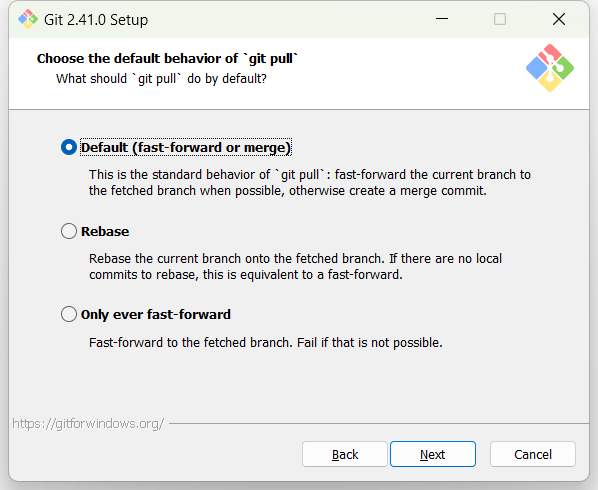 Git 2.41.0 Setup
Choose the default behavior of `git pull`
What should `git pull` do by default?
Default (fast-forward or merge)
This is the standard behavior of `git pull`: fast-forward the current branch to
the fetched branch when possible, otherwise create a merge commit.
Rebase
Rebase the current branch onto the fetched branch. If there are no local
commits to rebase, this is equivalent to a fast-forward.
Only ever fast-forward
Fast-forward to the fetched branch. Fail if that is not possible.
https://gitforwindows.org/
Back Next Cancel